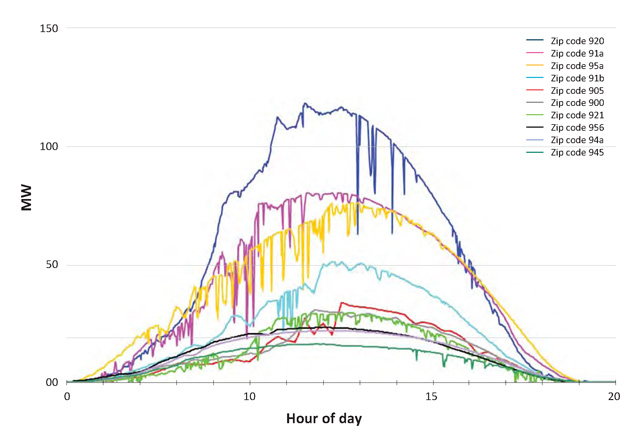 150
Zip code 920
Zip code 91a
Zip code 95a
Zip code 91b
Zip code 905
Zip code 900
Zip code 921
Zip code 956
Zip code 94a
Zip code 945
100
MW
50
00
0 10 15 20
Hour of day